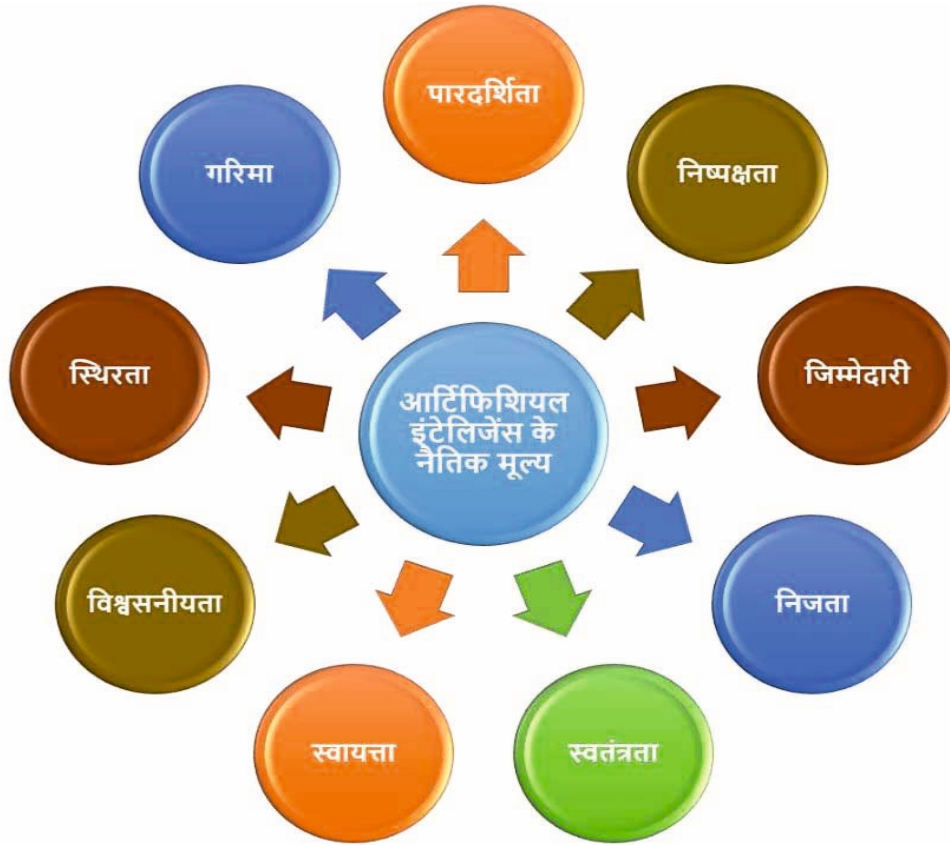 पारदर्शिता
निष्पक्षता
जिम्मेदारी
निजता
स्वतंत्रता
स्वायत्ता
विश्वसनीयता
स्थिरता
गरिमा
आर्टिफिशियल
इंटेलिजेंस के
नैतिक मूल्य